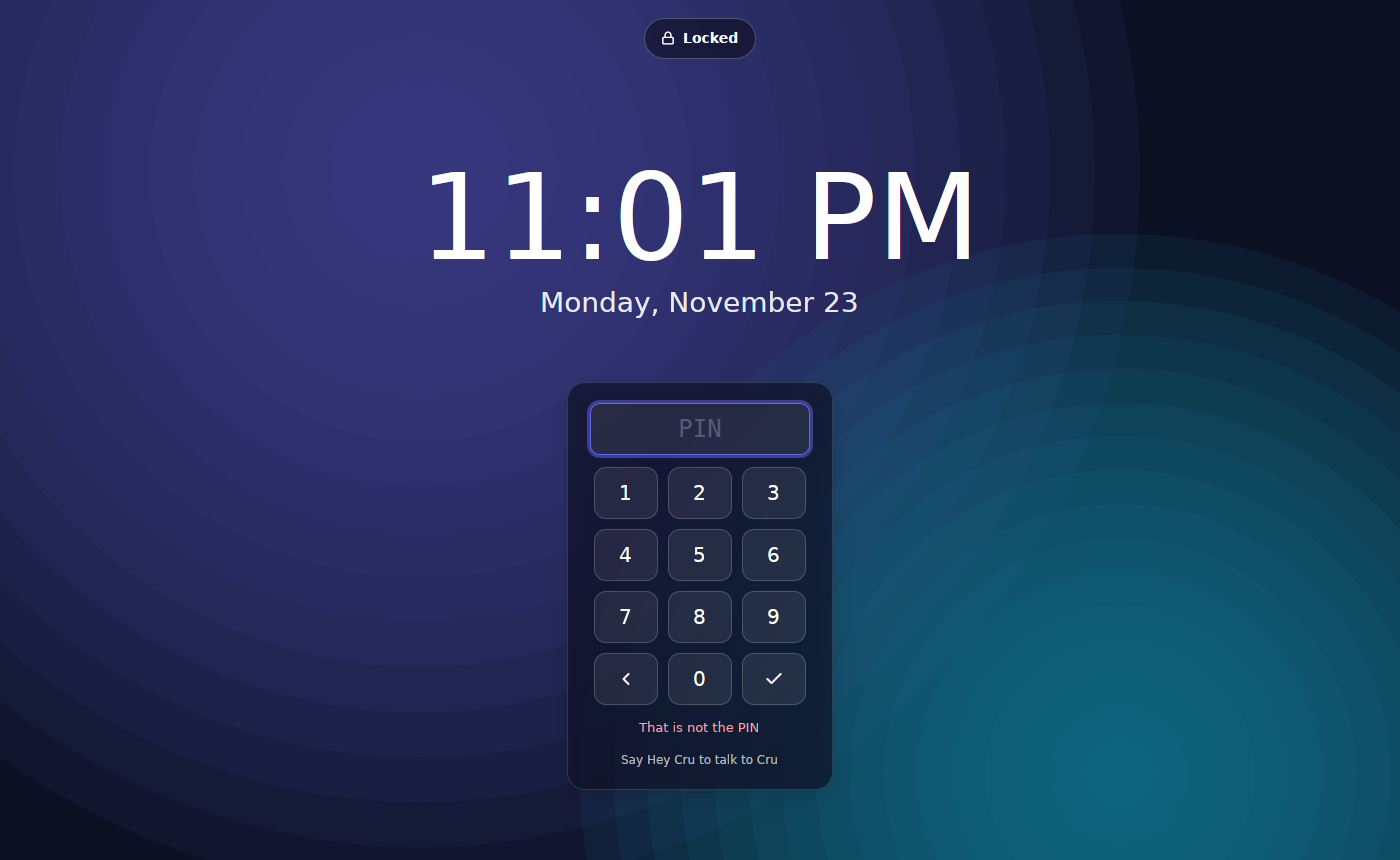 Locked
11:01 PM
Monday, November 23
PIN
1 2 3
4 5 6
7 8 9
0
That is not the PIN
Say Hey Cru to talk to Cru